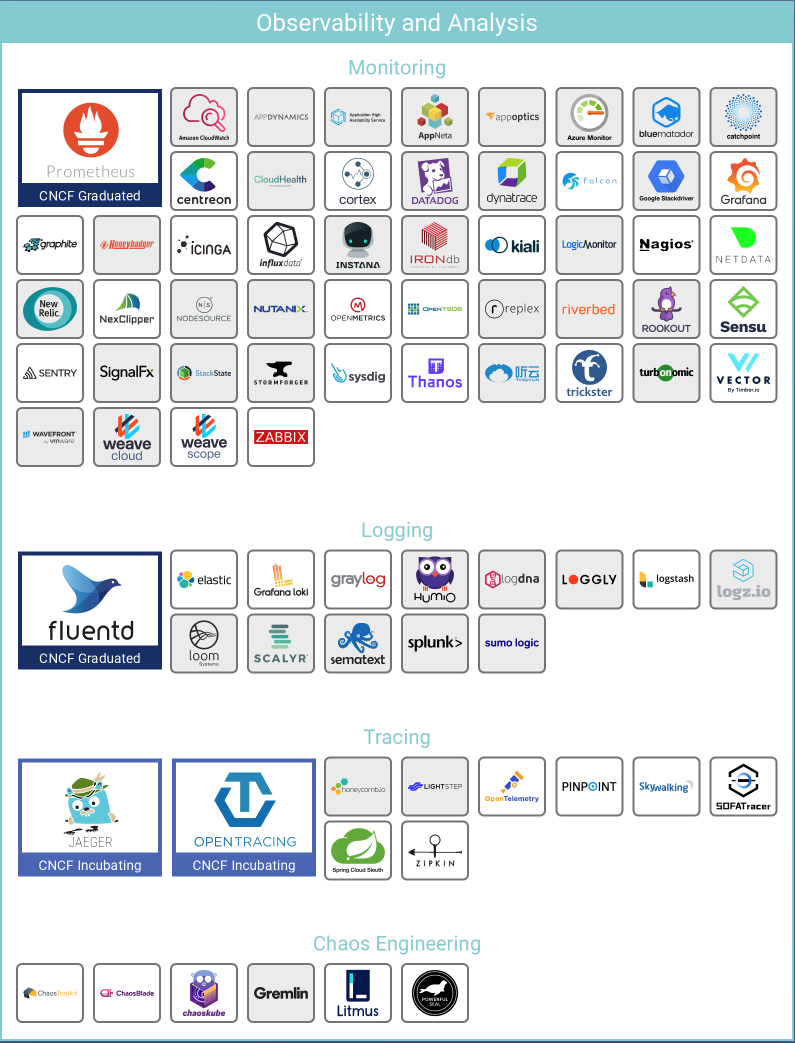 Observability and Analysis
Monitoring
Prometheus
CNCF Graduated
Amazon CloudWatch
APPDYNAMICS
Application High
Availability Service
AppNeta
appoptics
Azure Monitor
bluematador
catchpoint
centreon
CloudHealth
TECHNOLOGIES
cortex
DATADOG
dynatrace
falcon
Google Stackdriver
Grafana
graphite
Honeybadger
iCINGA
influxdata
INSTANA
IRONdb
kiali
LogicMonitor
Nagios®
NETDATA
New
Relic.
NexClipper
N|S
NODESOURCE
NUTANIX
OPENMETRICS
OPENTSDB
replex
riverbed
ROOKOUT
Sensu
SENTRY
SignalFx
StackState
STORMFORGER
sysdig
Thanos
听云
TINGYUN
trickster
turbonomic
VECTOR
By Timber.io
WAVEFRONT
by vmware
weave
cloud
weave
scope
ZABBIX
Logging
fluentd
CNCF Graduated
elastic
Grafana loki
graylog
HUMIO
logdna
LOGGLY
logstash
logz.io
loom
Systems
SCALYR
sematext
splunk>
sumo logic
Tracing
JAEGER
CNCF Incubating
OPENTRACING
CNCF Incubating
honeycomb.io
LIGHTSTEP
OpenTelemetry
PINPOINT
Skywalking
SOFATracer
Spring Cloud Sleuth
ZIPKIN
Chaos Engineering
ChaosToolkit
ChaosBlade
chaoskube
Gremlin
Litmus
POWERFUL
SEAL